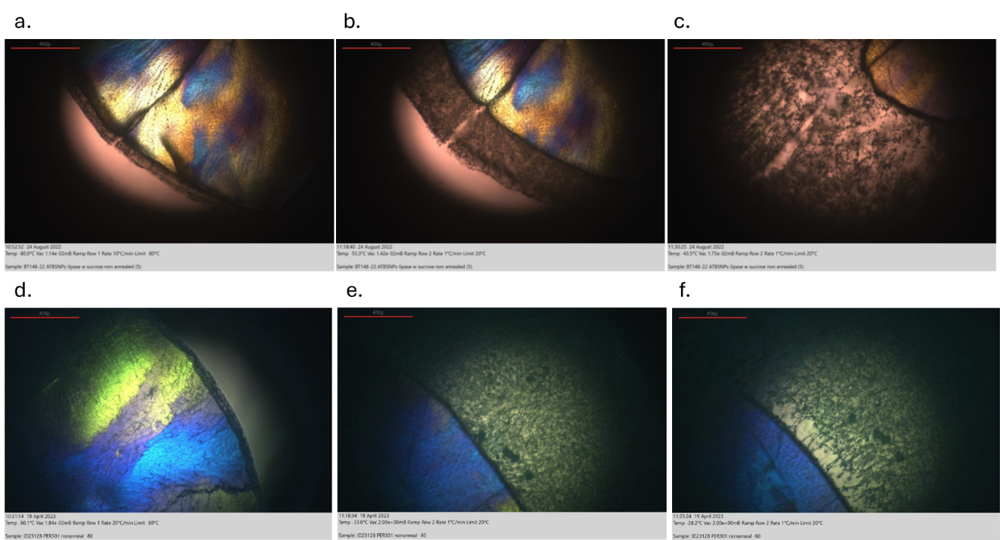 a. b. c.
400µ 400µ 400µ
10:52:52 24 August 2022
Temp -80.0°C Vac 1.14e-02mB Ramp Row 1 Rate 10°C/min Limit -80°C
Sample: BT148-22 ATBSNPs-lipase w sucrose non annealed (5)
11:18:40 24 August 2022
Temp -55.3°C Vac 1.42e-02mB Ramp Row 2 Rate 1°C/min Limit 20°C
Sample: BT148-22 ATBSNPs-lipase w sucrose non annealed (5)
11:30:25 24 August 2022
Temp -43.5°C Vac 1.75e-02mB Ramp Row 2 Rate 1°C/min Limit 20°C
Sample: BT148-22 ATBSNPs-lipase w sucrose non annealed (5)
d. e. f.
400µ 400µ 400µ
10:31:14 19 April 2023
Temp -80.1°C Vac 1.84e-02mB Ramp Row 1 Rate 20°C/min Limit -80°C
Sample: ID23128 PER301 nonanneal -80
11:18:34 19 April 2023
Temp -33.0°C Vac 2.00e+00mB Ramp Row 2 Rate 1°C/min Limit 20°C
Sample: ID23128 PER301 nonanneal -80
11:23:24 19 April 2023
Temp -28.2°C Vac 2.00e+00mB Ramp Row 2 Rate 1°C/min Limit 20°C
Sample: ID23128 PER301 nonanneal -80